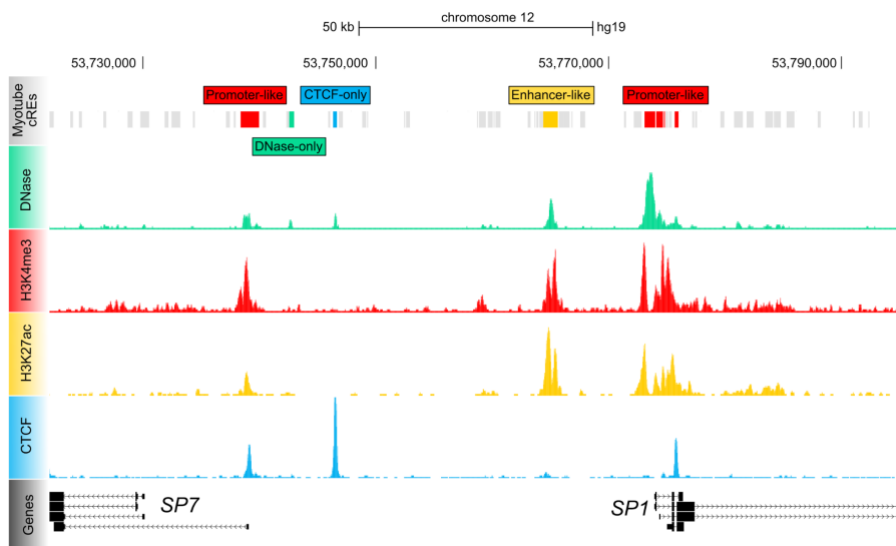 chromosome 12
50 kb hg19
53,730,000 53,750,000 53,770,000 53,790,000
Promoter-like CTCF-only Enhancer-like Promoter-like
Myotube
cREs
DNase-only
DNase
H3K4me3
H3K27ac
CTCF
Genes
SP7 SP1